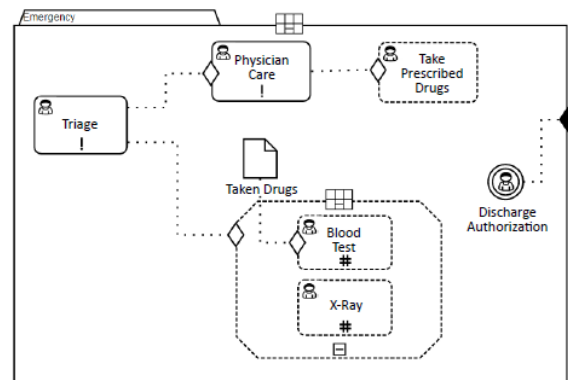 Emergency
Physician
Care
!
Take
Prescribed
Drugs
Triage
!
Taken Drugs
Discharge
Authorization
Blood
Test
#
X-Ray
#